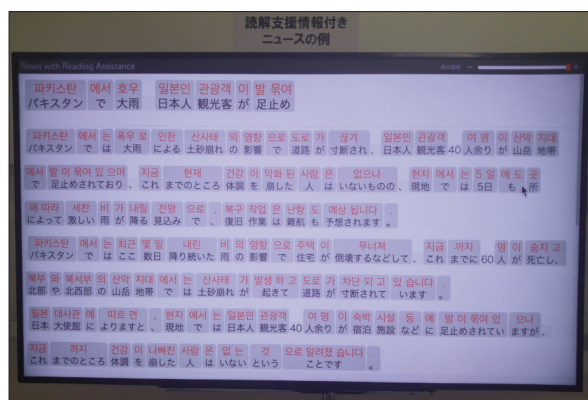 読解支援情報付き
ニュースの例
News with Reading Assistance
파키스탄 에서 호우 일본인 관광객 이 발 묶여
パキスタン で 大雨 日本人 観光客 が 足止め
파키스탄 에서 는 폭우 로 인한 산사태 의 영향 으로 도로 가 끊겨 일본인 관광객 여 명 이 산악 지대
パキスタン で は 大雨 による 土砂崩れ の 影響 で 道路 が 寸断され 、 日本人 観光客 40 人余り が 山岳 地帯
에서 발 이 묶여 있 으며 지금 현재 건강 이 악화 된 사람 은 없으나 현지 에서 는 5 일 에 도 곳
で 足止めされており 、 これ までのところ 体調 を 崩した 人 は いないものの 、 現地 で は 5日 も 所
에 따라 세찬 비 가 내릴 전망 으로 , 복구 작업 은 난항 도 예상 됩니다 .
によって 激しい 雨 が 降る 見込み で 、 復旧 作業 は 難航 も 予想されます 。
파키스탄 에서 는 최근 몇 일 내린 비 의 영향 으로 주택 이 무너져 , 지금 까지 명 이 숨지 고
パキスタン で は ここ 数日 降り続いた 雨 の 影響 で 住宅 が 倒壊するなどして 、 これ までに 60 人 が 死亡し 、
북부 와 북서부 의 산악 지대 에서 는 산사태 가 발생 하 고 도로 가 차단 되 고 있 습니다 .
北部 や 北西部 の 山岳 地帯 で は 土砂崩れ が 起きて 道路 が 寸断されて います 。
일본 대사관 에 따르 면 , 현지 에서 는 일본인 관광객 여 명 이 숙박 시설 등 에 발 이 묶여 있 으나
日本 大使館 に よりますと 、 現地 で は 日本人 観光客 40 人余り が 宿泊 施設 など に 足止めされてい ますが 、
지금 까지 건강 이 나빠진 사람 은 없 는 것 으로 알려졌 습니다 .
これ までのところ 体調 を 崩した 人 は いない という ことです 。